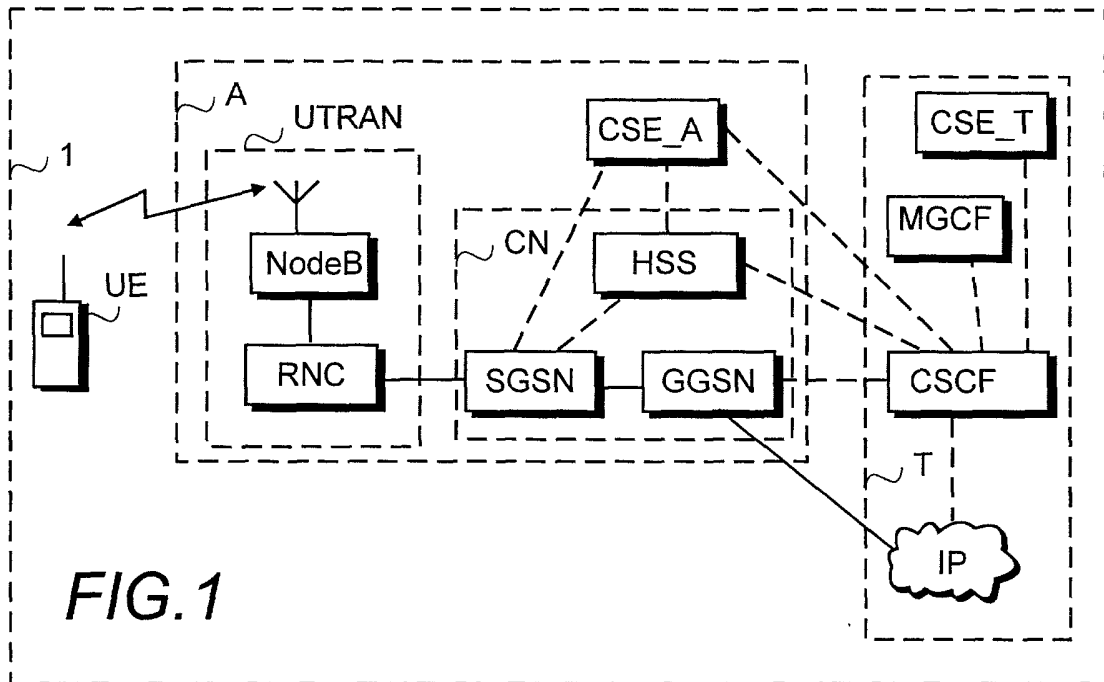 A
UTRAN
1
CSE_A
CSE_T
CN
MGCF
NodeB
HSS
UE
RNC
SGSN
GGSN
CSCF
T
IP
FIG.1